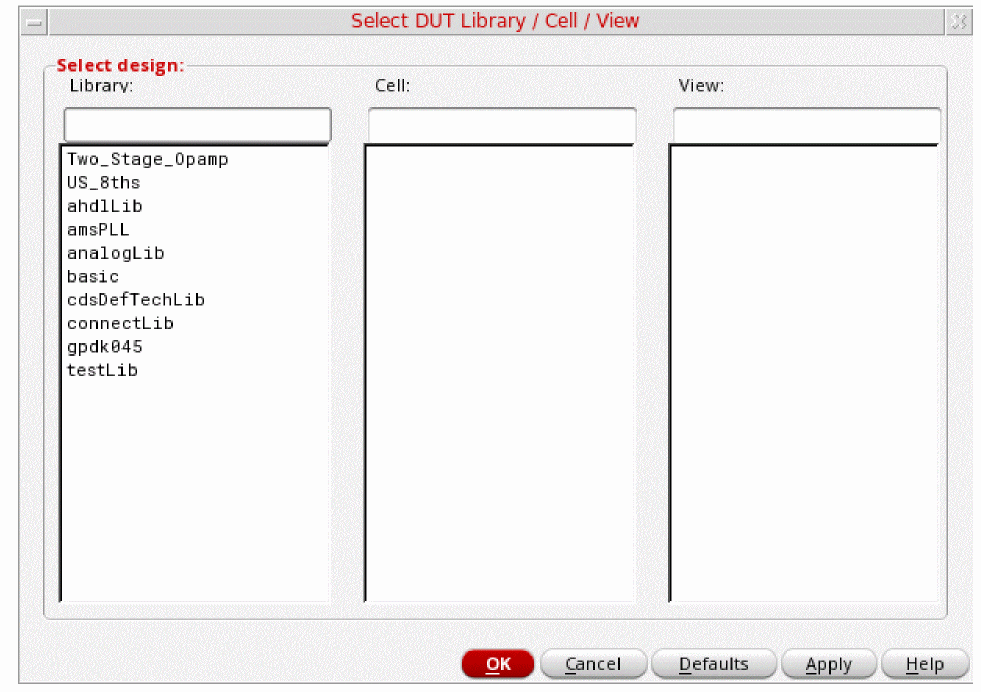 Select DUT Library / Cell / View
Select design:
Library: Cell: View:
Two_Stage_Opamp
US_8ths
ahdlLib
amsPLL
analogLib
basic
cdsDefTechLib
connectLib
gpdk045
testLib
OK Cancel Defaults Apply Help